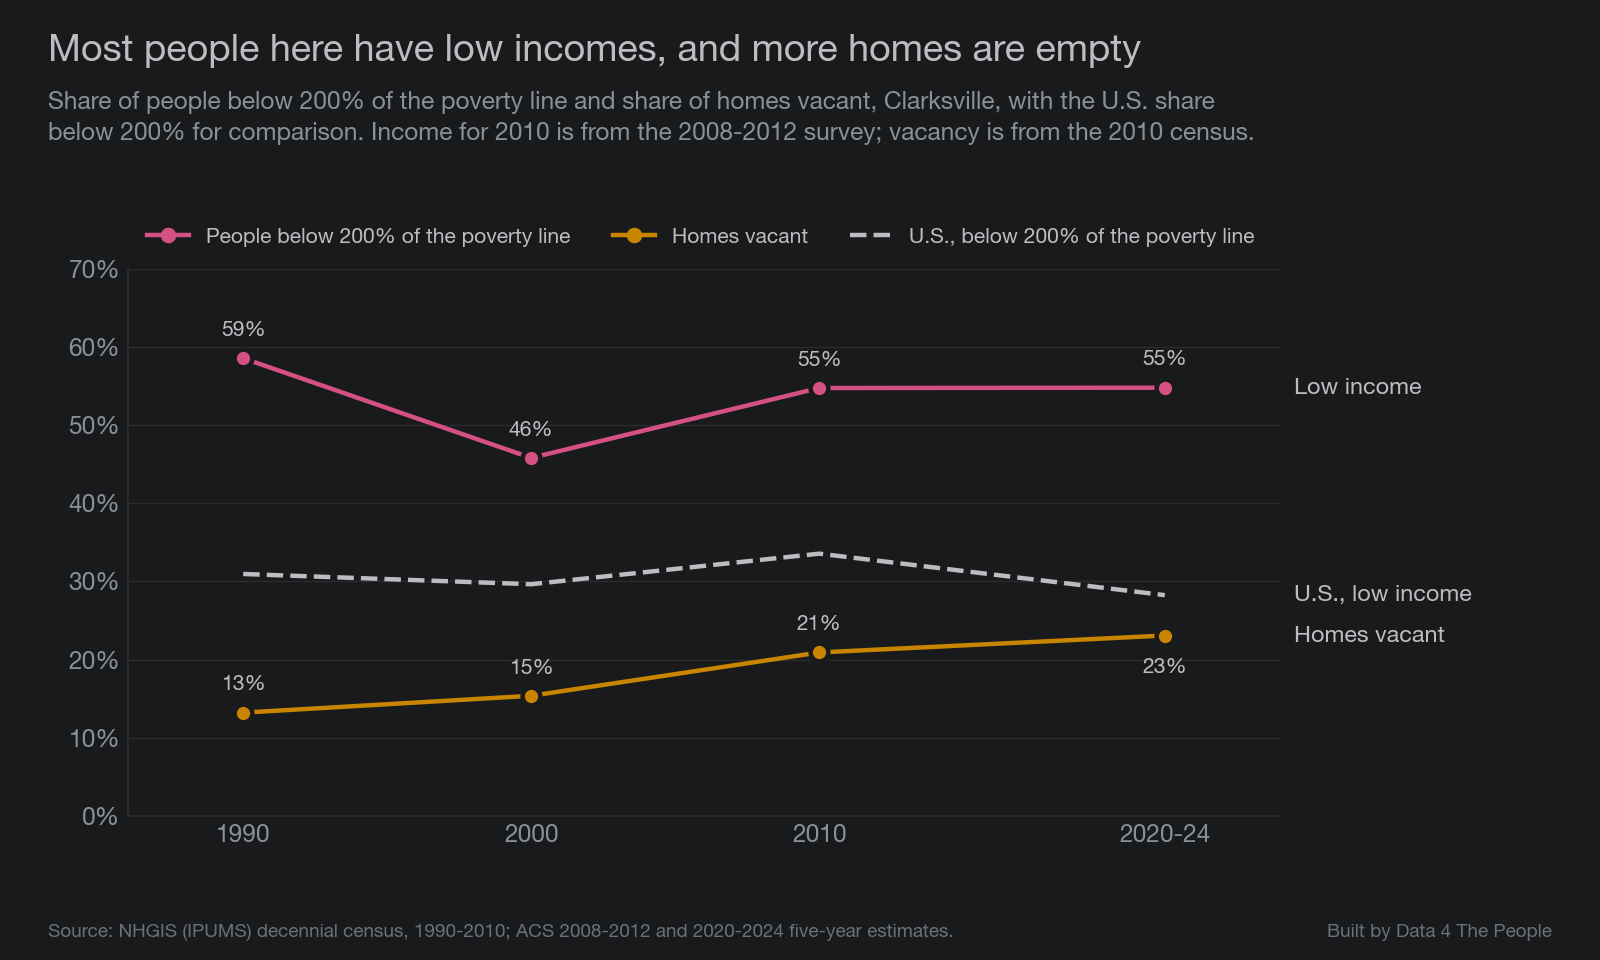 Most people here have low incomes, and more homes are empty
Share of people below 200% of the poverty line and share of homes vacant, Clarksville, with the U.S. share
below 200% for comparison. Income for 2010 is from the 2008-2012 survey; vacancy is from the 2010 census.
People below 200% of the poverty line
Homes vacant
U.S., below 200% of the poverty line
70%
60%
50%
40%
30%
20%
10%
0%
59%
46%
55%
55%
13%
15%
21%
23%
Low income
U.S., low income
Homes vacant
1990
2000
2010
2020-24
Source: NHGIS (IPUMS) decennial census, 1990-2010; ACS 2008-2012 and 2020-2024 five-year estimates.
Built by Data 4 The People